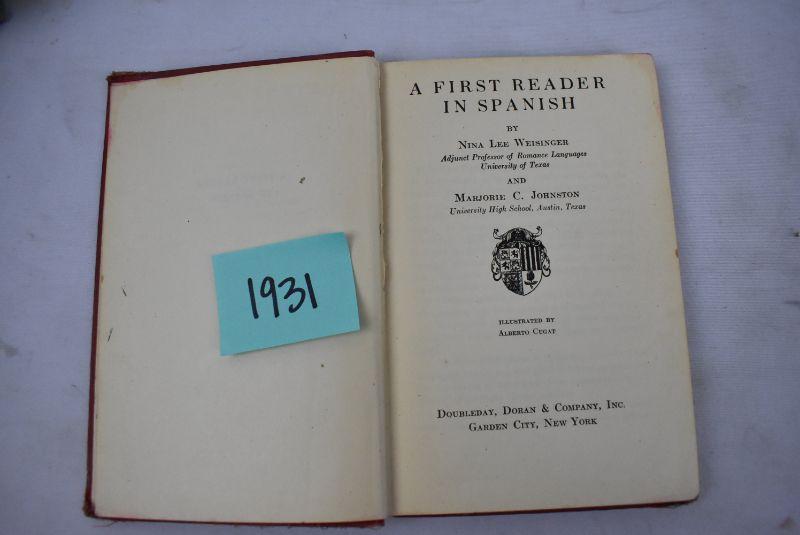 1931
A FIRST READER
IN SPANISH
BY
NINA LEE WEISINGER
Adjunct Professor of Romance Languages
University of Texas
AND
MARJORIE C. JOHNSTON
University High School, Austin, Texas
ILLUSTRATED BY
ALBERTO CUGAT
DOUBLEDAY, DORAN & COMPANY, INC.
GARDEN CITY, NEW YORK